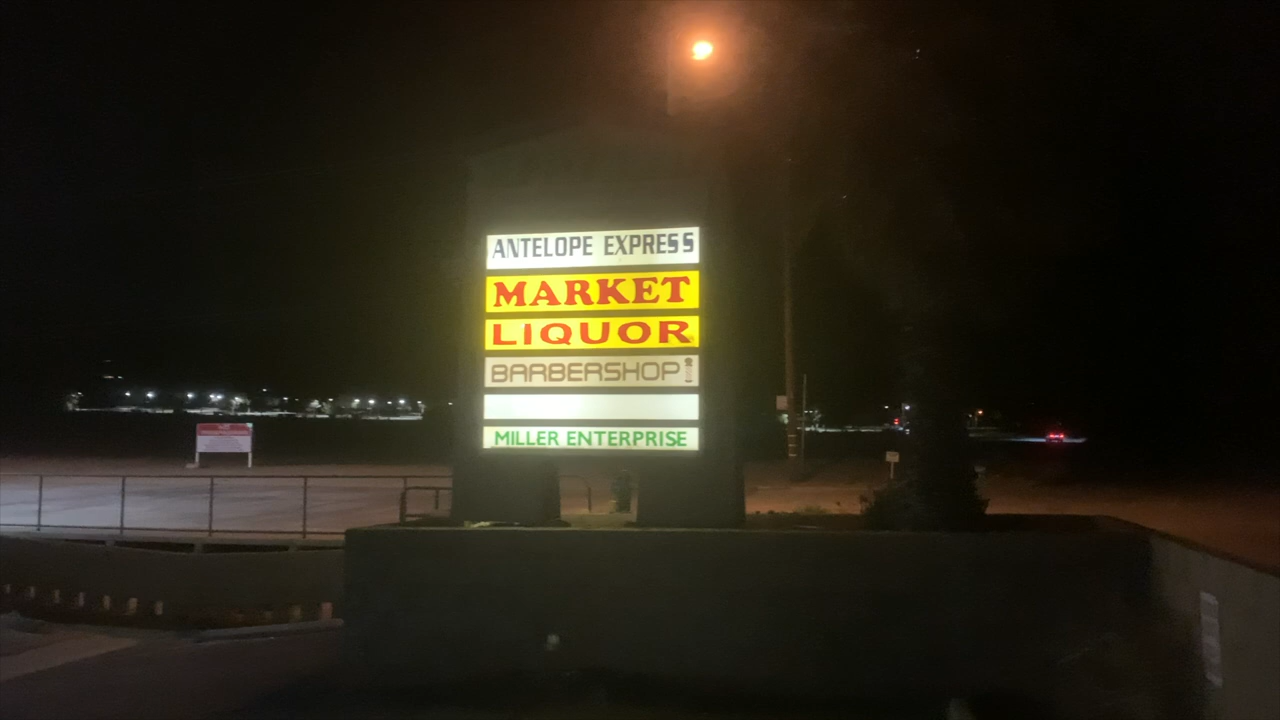 ANTELOPE EXPRESS
MARKET
LIQUOR
BARBERSHOP
MILLER ENTERPRISE